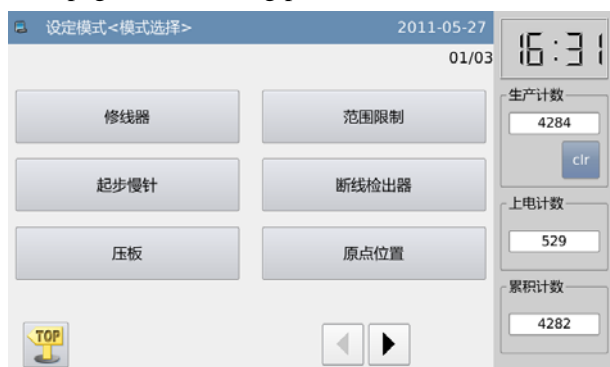 设定模式<模式选择>
2011-05-27
16:31
01/03
修线器
范围限制
起步慢针
断线检出器
压板
原点位置
生产计数
4284
clr
上电计数
529
累积计数
4282
TOP